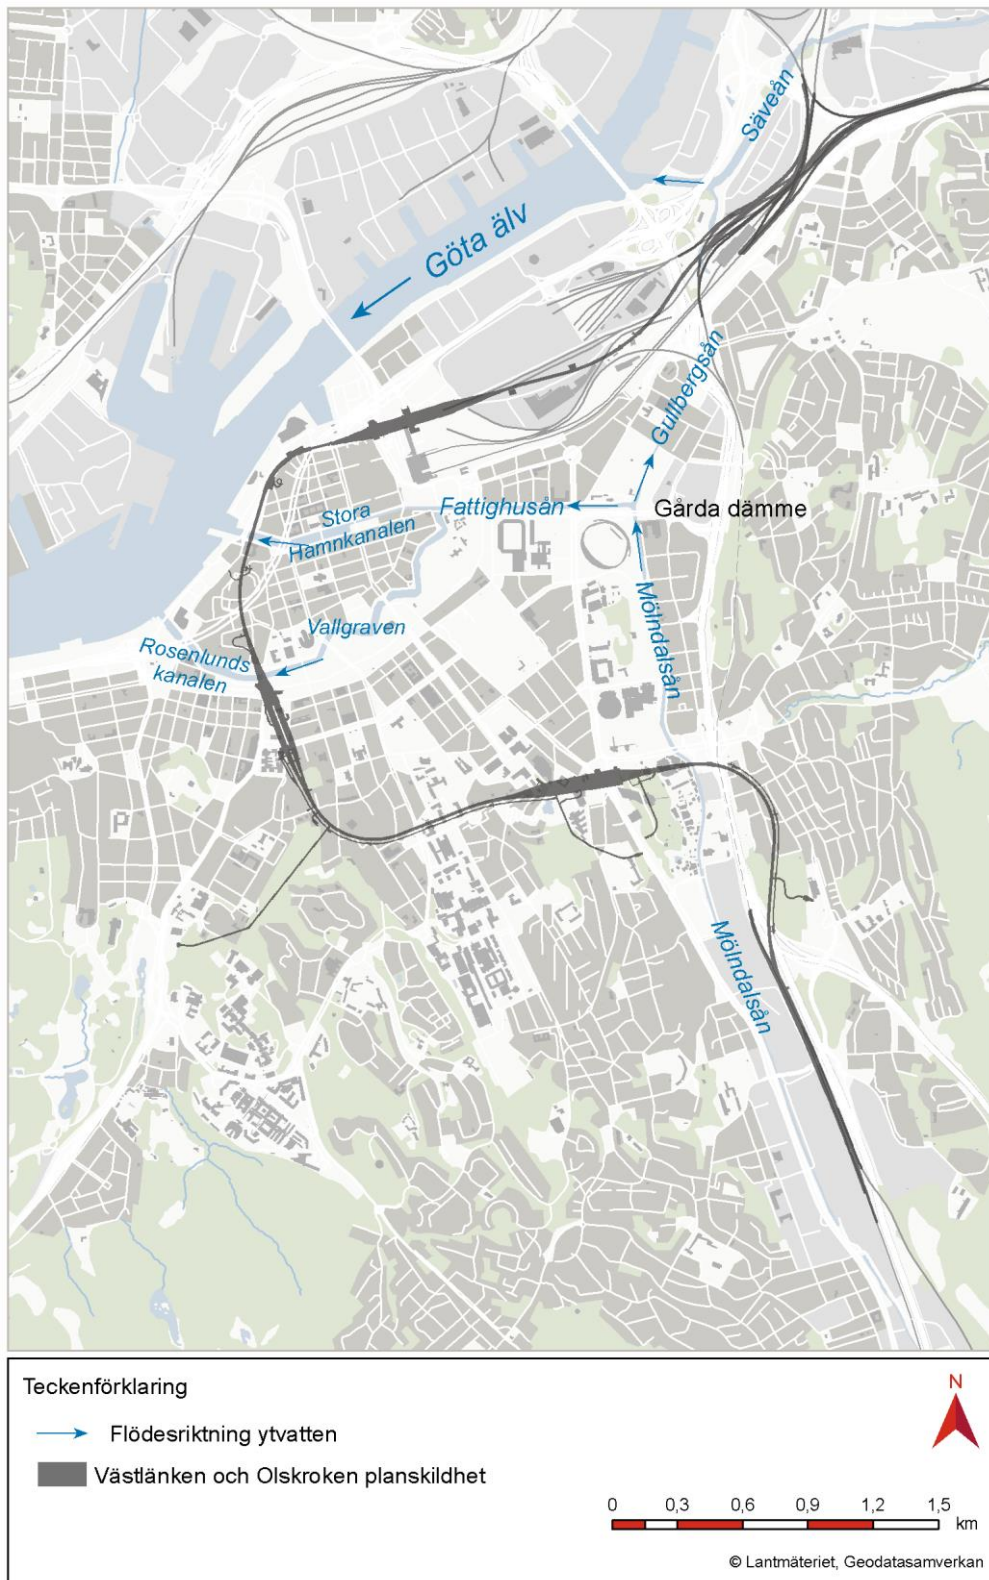 Säveån
Göta älv
Gullbergsån
Fattighusån
Gårda dämme
Stora
Hamnkanalen
Mölndalsån
Vallgraven
Rosenlunds
kanalen
Mölndalsån
Teckenförklaring
Flödesriktning ytvatten
Västlänken och Olskroken planskildhet
N
0 0,3 0,6 0,9 1,2 1,5
km
© Lantmäteriet, Geodatasamverkan